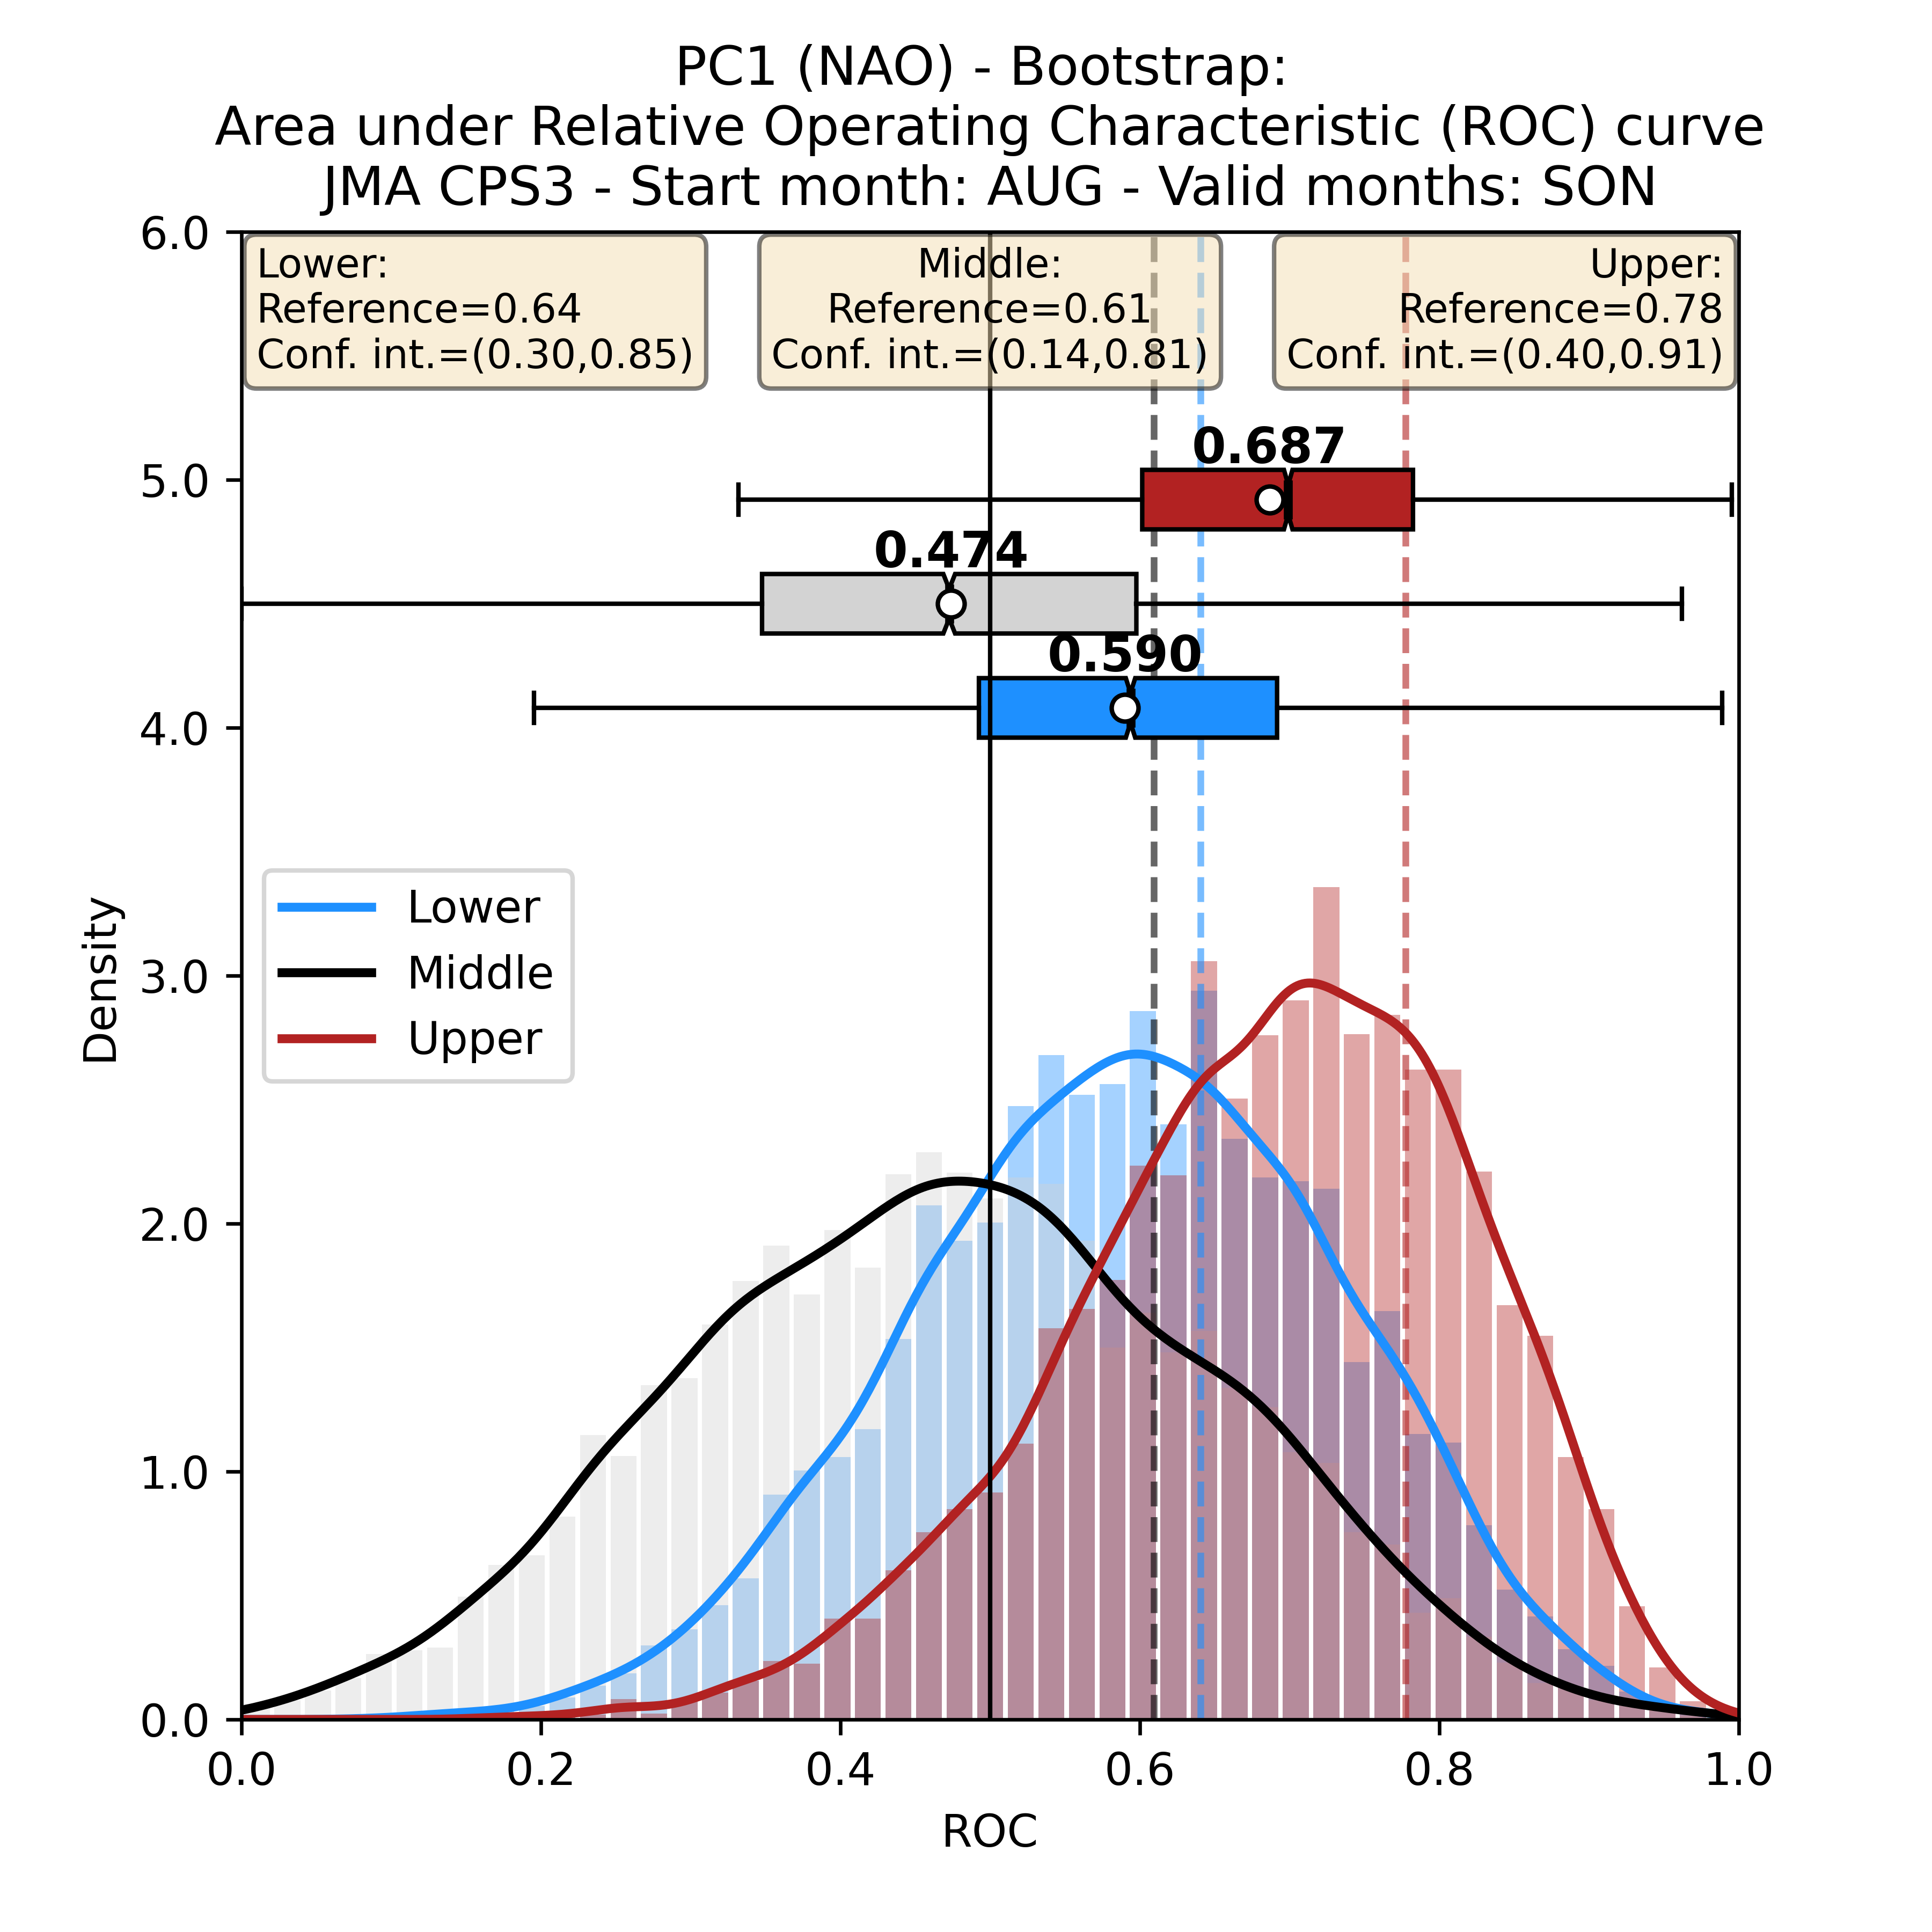 PC1 (NAO) - Bootstrap:
Area under Relative Operating Characteristic (ROC) curve
JMA CPS3 - Start month: AUG - Valid months: SON
Lower:
Reference=0.64
Conf. int.=(0.30,0.85)
Middle:
Reference=0.61
Conf. int.=(0.14,0.81)
Upper:
Reference=0.78
Conf. int.=(0.40,0.91)
0.687
0.474
0.590
Lower
Middle
Upper
Density
6.0
5.0
4.0
3.0
2.0
1.0
0.0
0.0 0.2 0.4 0.6 0.8 1.0
ROC